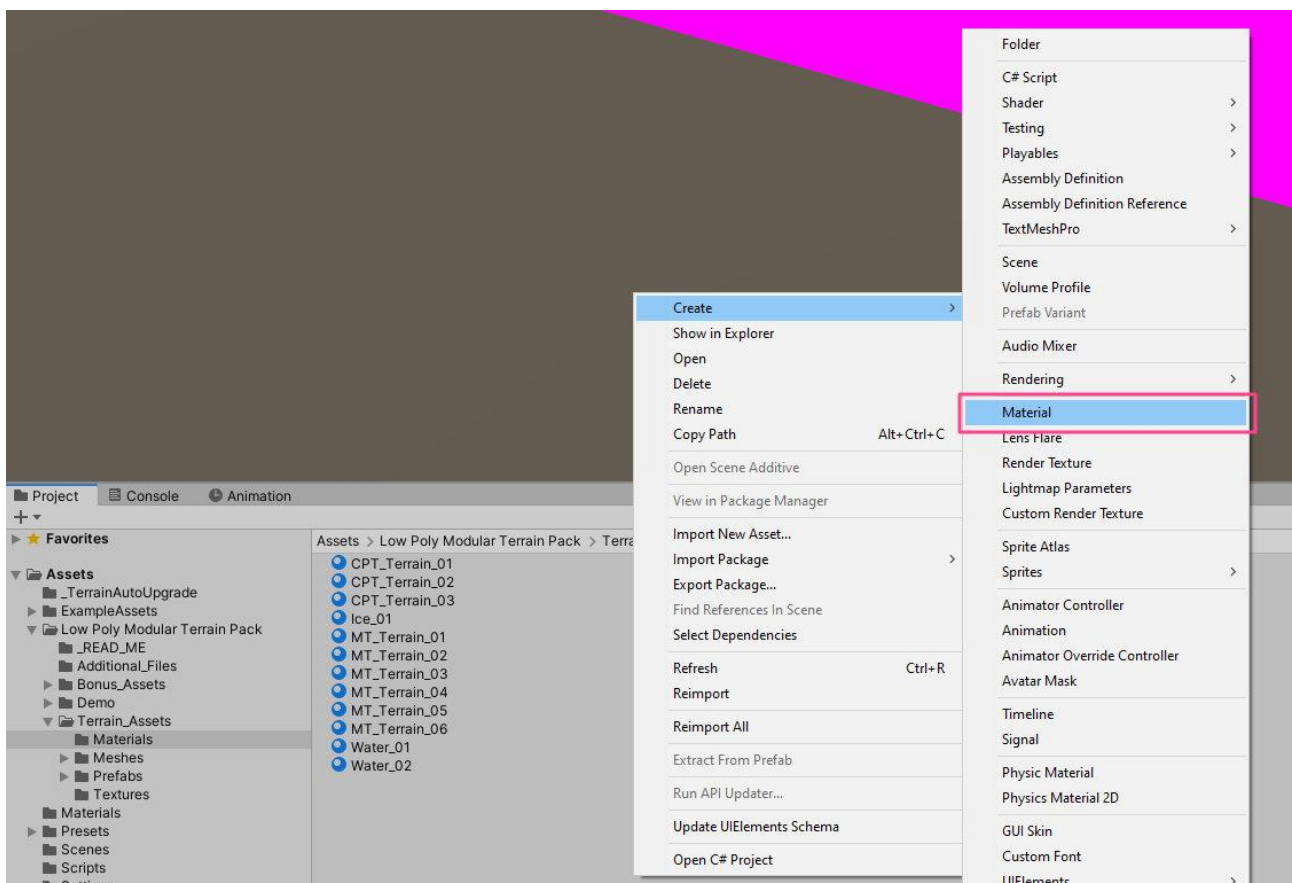 Folder
C# Script
Shader
Testing
Playables
Assembly Definition
Assembly Definition Reference
TextMeshPro
Scene
Volume Profile
Prefab Variant
Audio Mixer
Rendering
Material
Lens Flare
Render Texture
Lightmap Parameters
Custom Render Texture
Sprite Atlas
Sprites
Animator Controller
Animation
Animator Override Controller
Avatar Mask
Timeline
Signal
Physic Material
Physics Material 2D
GUI Skin
Custom Font
UIElements
Create
Show in Explorer
Open
Delete
Rename
Copy Path Alt+Ctrl+C
Open Scene Additive
View in Package Manager
Import New Asset...
Import Package
Export Package...
Find References In Scene
Select Dependencies
Refresh Ctrl+R
Reimport
Reimport All
Extract From Prefab
Run API Updater...
Update UIElements Schema
Open C# Project
Project Console Animation
Favorites
Assets
_TerrainAutoUpgrade
ExampleAssets
Low Poly Modular Terrain Pack
_READ_ME
Additional_Files
Bonus_Assets
Demo
Terrain_Assets
Materials
Meshes
Prefabs
Textures
Materials
Presets
Scenes
Scripts
Assets > Low Poly Modular Terrain Pack > Terra
CPT_Terrain_01
CPT_Terrain_02
CPT_Terrain_03
Ice_01
MT_Terrain_01
MT_Terrain_02
MT_Terrain_03
MT_Terrain_04
MT_Terrain_05
MT_Terrain_06
Water_01
Water_02